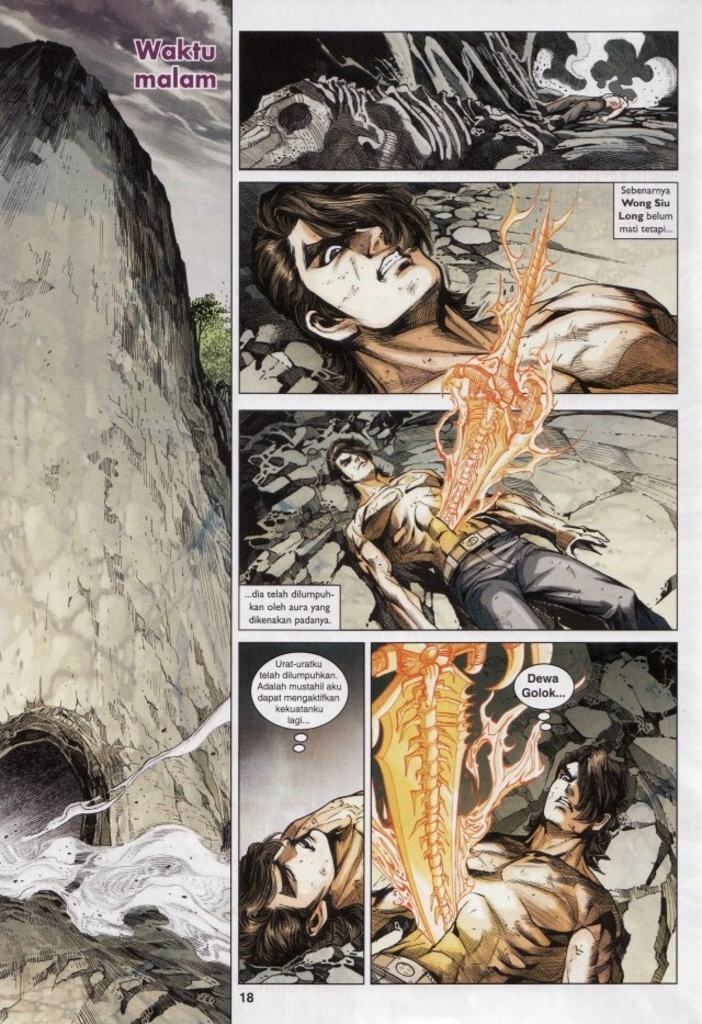 Waktu
malam
Sebenarnya
Wong Siu
Long belum
mati tetapi...
...dia telah dilumpuh-
kan oleh aura yang
dikenakan padanya.
Urat-uratku
telah dilumpuhkan.
Adalah mustahil aku
dapat mengaktifkan
kekuatanku
lagi...
Dewa
Golok...
18